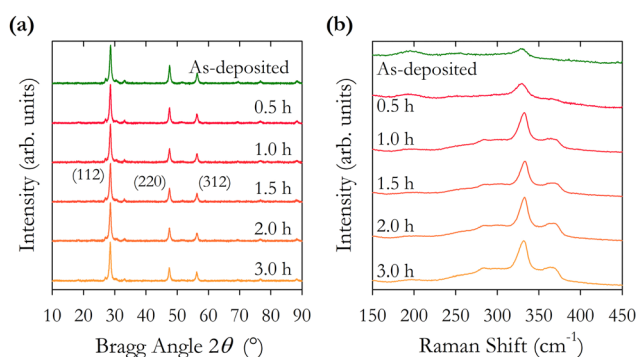 (a)
Intensity (arb. units)
As-deposited
0.5 h
1.0 h
1.5 h
(112)
(220)
(312)
2.0 h
3.0 h
10 20 30 40 50 60 70 80 90
Bragg Angle 2θ (°)
(b)
Intensity (arb. units)
As-deposited
0.5 h
1.0 h
1.5 h
2.0 h
3.0 h
150 200 250 300 350 400 450
Raman Shift (cm⁻¹)